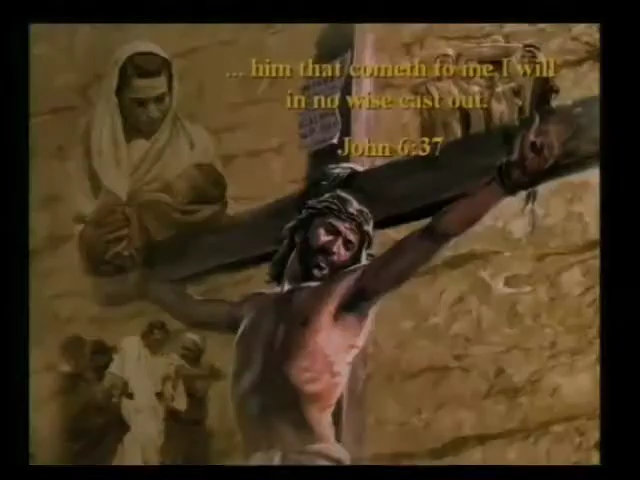 ... him that cometh to me I will
in no wise cast out.
John 6:37